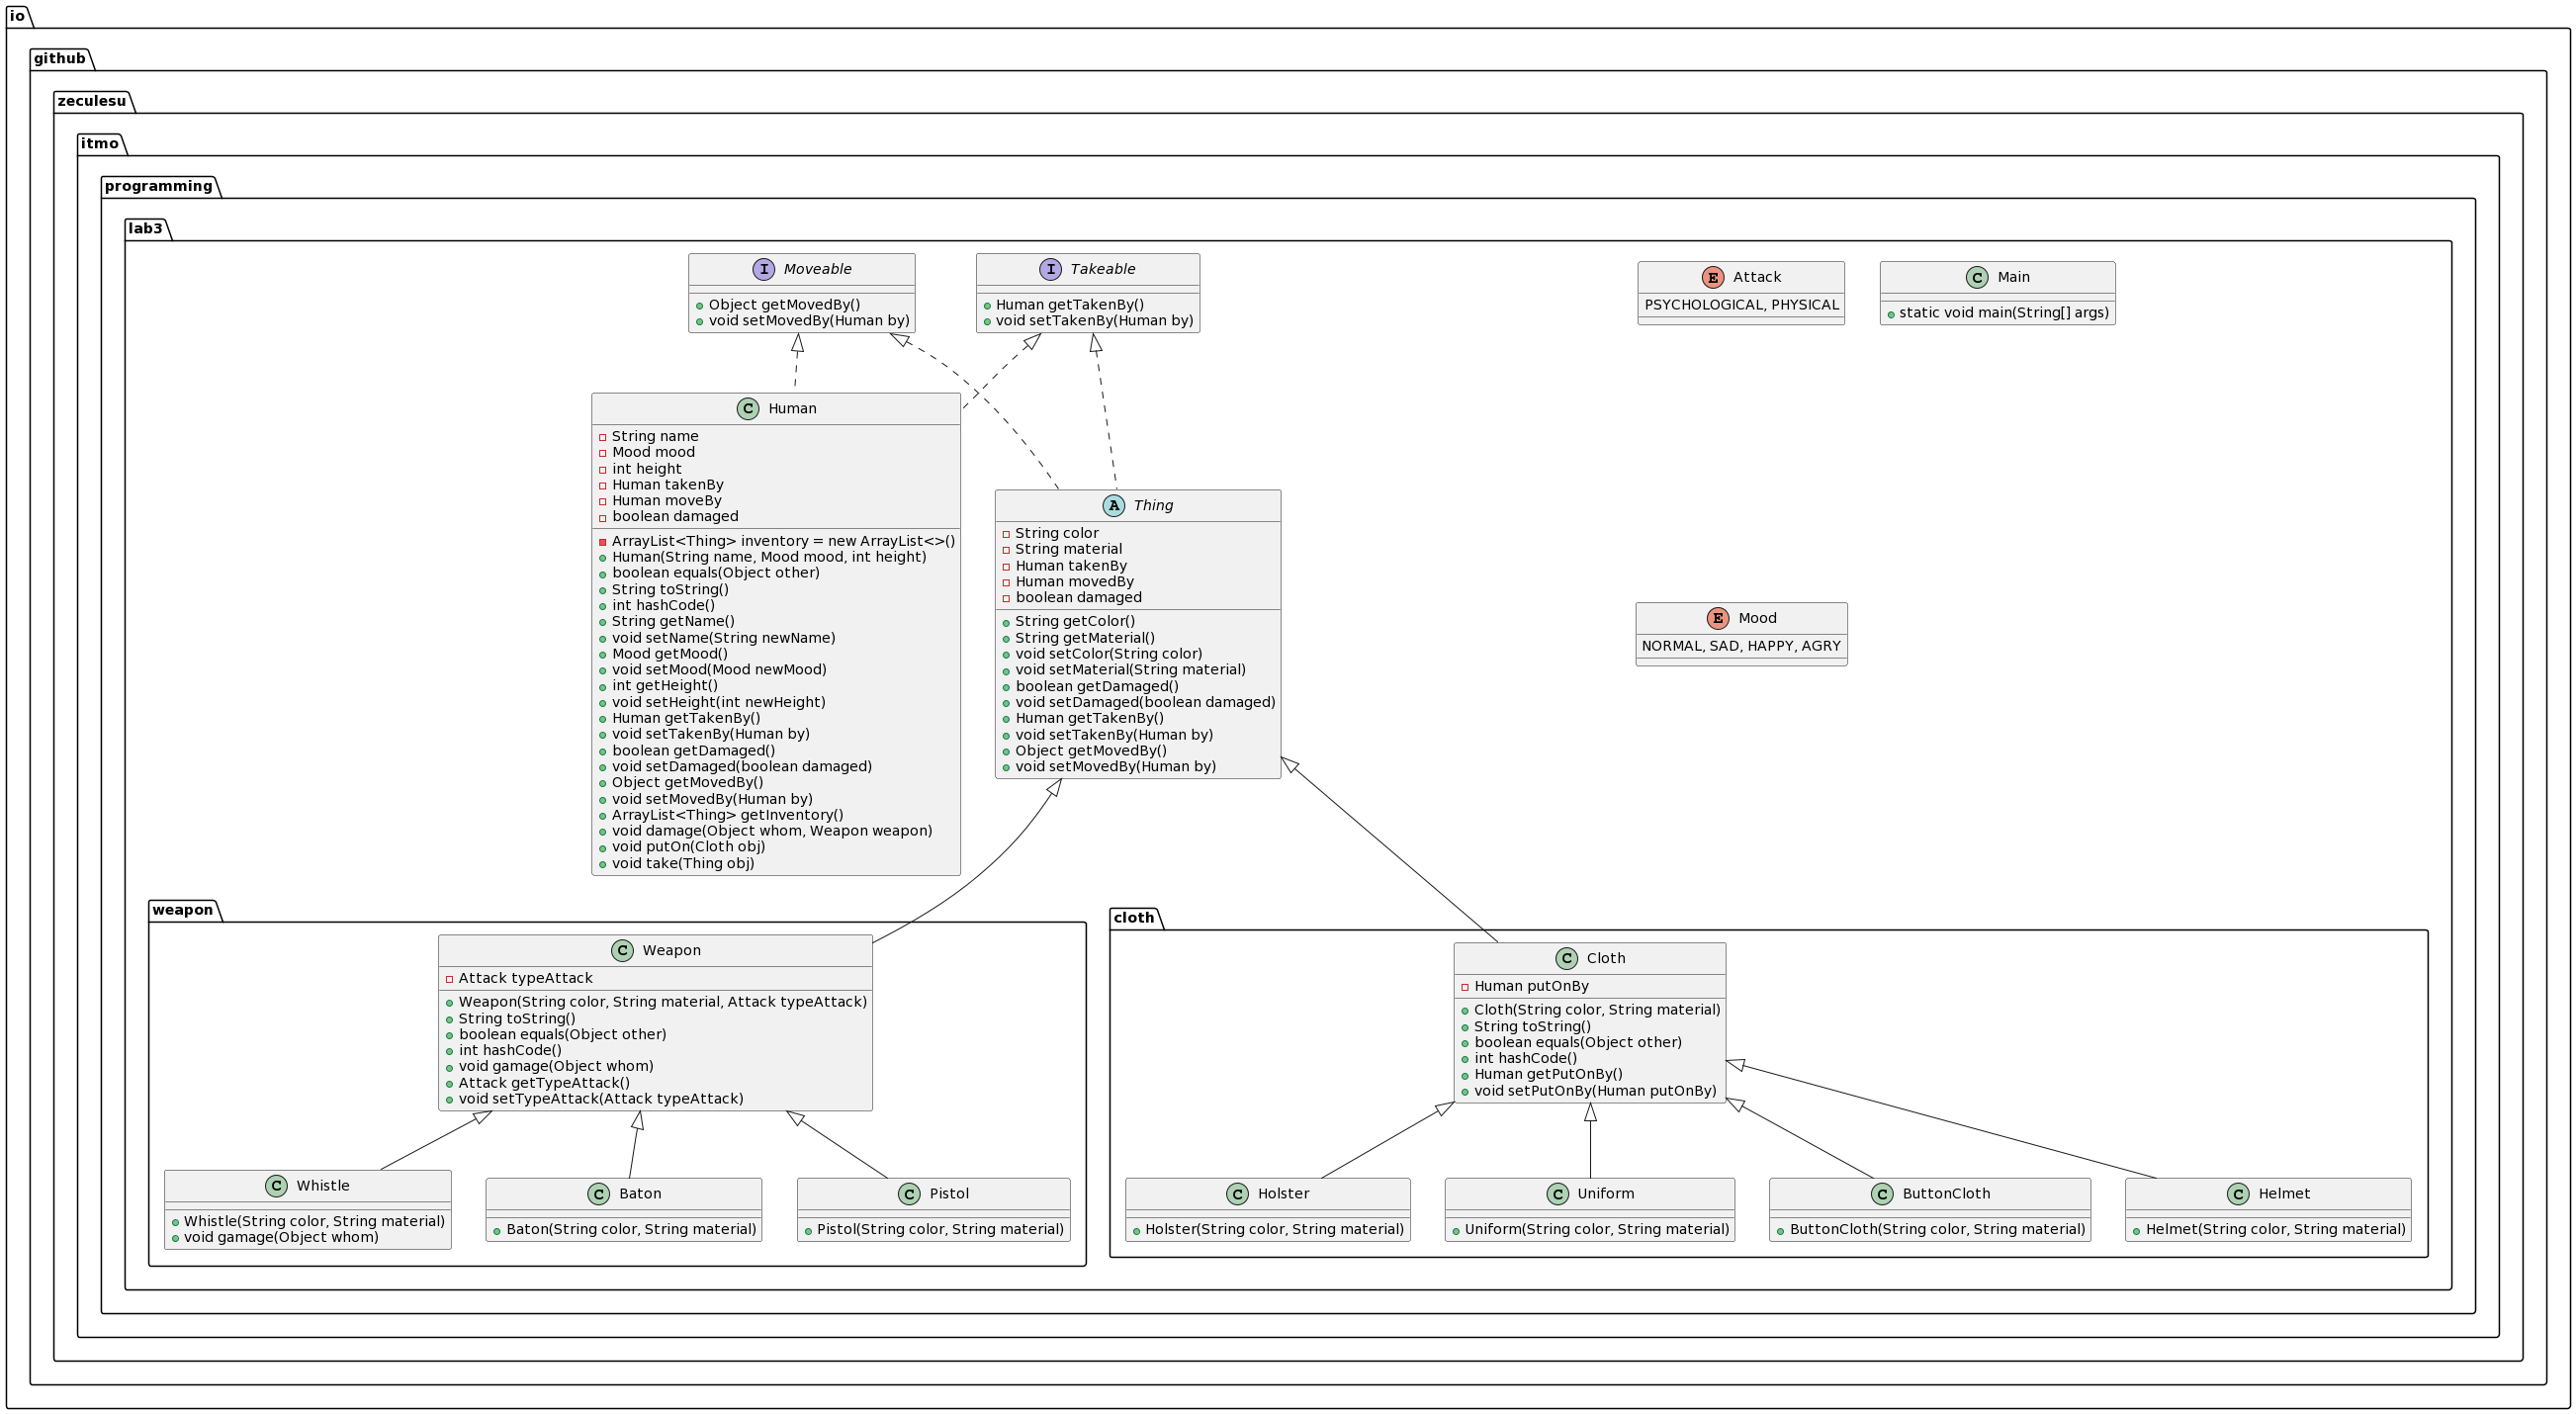 io
github
zeculesu
itmo
programming
lab3
I Moveable
Object getMovedBy()
void setMovedBy(Human by)
I Takeable
Human getTakenBy()
void setTakenBy(Human by)
E Attack
PSYCHOLOGICAL, PHYSICAL
C Main
static void main(String[] args)
C Human
String name
Mood mood
int height
Human takenBy
Human moveBy
boolean damaged
ArrayList<Thing> inventory = new ArrayList<>()
Human(String name, Mood mood, int height)
boolean equals(Object other)
String toString()
int hashCode()
String getName()
void setName(String newName)
Mood getMood()
void setMood(Mood newMood)
int getHeight()
void setHeight(int newHeight)
Human getTakenBy()
void setTakenBy(Human by)
boolean getDamaged()
void setDamaged(boolean damaged)
Object getMovedBy()
void setMovedBy(Human by)
ArrayList<Thing> getInventory()
void damage(Object whom, Weapon weapon)
void putOn(Cloth obj)
void take(Thing obj)
A Thing
String color
String material
Human takenBy
Human movedBy
boolean damaged
String getColor()
String getMaterial()
void setColor(String color)
void setMaterial(String material)
boolean getDamaged()
void setDamaged(boolean damaged)
Human getTakenBy()
void setTakenBy(Human by)
Object getMovedBy()
void setMovedBy(Human by)
E Mood
NORMAL, SAD, HAPPY, AGRY
weapon
C Weapon
Attack typeAttack
Weapon(String color, String material, Attack typeAttack)
String toString()
boolean equals(Object other)
int hashCode()
void gamage(Object whom)
Attack getTypeAttack()
void setTypeAttack(Attack typeAttack)
C Whistle
Whistle(String color, String material)
void gamage(Object whom)
C Baton
Baton(String color, String material)
C Pistol
Pistol(String color, String material)
cloth
C Cloth
Human putOnBy
Cloth(String color, String material)
String toString()
boolean equals(Object other)
int hashCode()
Human getPutOnBy()
void setPutOnBy(Human putOnBy)
C Holster
Holster(String color, String material)
C Uniform
Uniform(String color, String material)
C ButtonCloth
ButtonCloth(String color, String material)
C Helmet
Helmet(String color, String material)